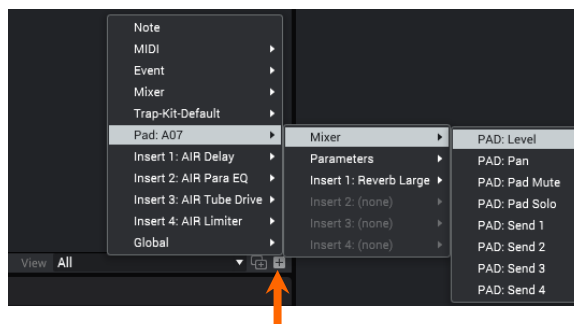 Note
MIDI
Event
Mixer
Trap-Kit-Default
Pad: A07
Insert 1: AIR Delay
Insert 2: AIR Para EQ
Insert 3: AIR Tube Drive
Insert 4: AIR Limiter
Global
Mixer
Parameters
Insert 1: Reverb Large
Insert 2: (none)
Insert 3: (none)
Insert 4: (none)
PAD: Level
PAD: Pan
PAD: Pad Mute
PAD: Pad Solo
PAD: Send 1
PAD: Send 2
PAD: Send 3
PAD: Send 4
View All